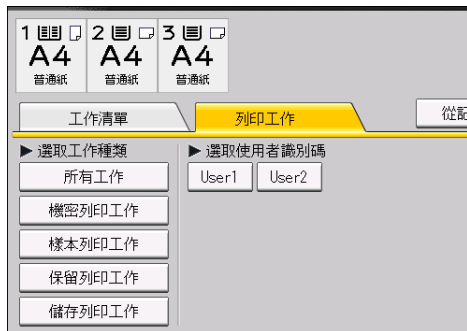 1 2 3
A4 A4 A4
普通紙 普通紙 普通紙
工作清單 列印工作 從記
▶ 選取工作種類 ▶ 選取使用者識別碼
所有工作 User1 User2
機密列印工作
樣本列印工作
保留列印工作
儲存列印工作